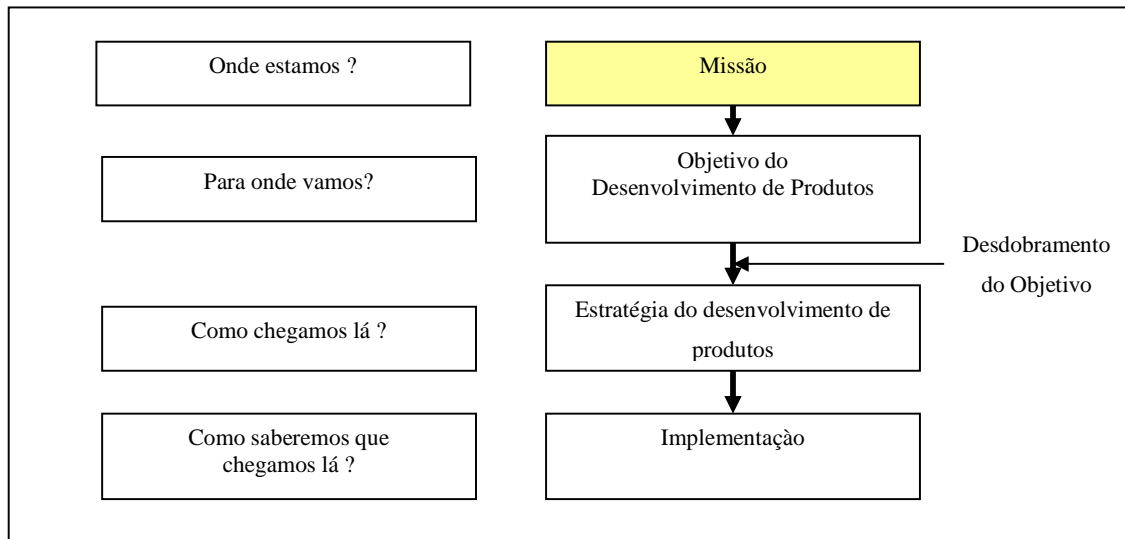 Onde estamos ?
Missão
Para onde vamos?
Objetivo do
Desenvolvimento de Produtos
Desdobramento
do Objetivo
Como chegamos lá ?
Estratégia do desenvolvimento de
produtos
Como saberemos que
chegamos lá ?
Implementaçào